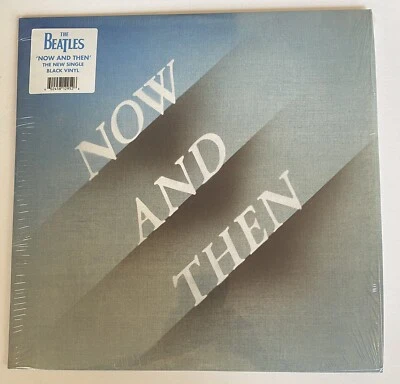 THE
BEATLES
'NOW AND THEN'
THE NEW SINGLE
BLACK VINYL
NOW
AND
THEN